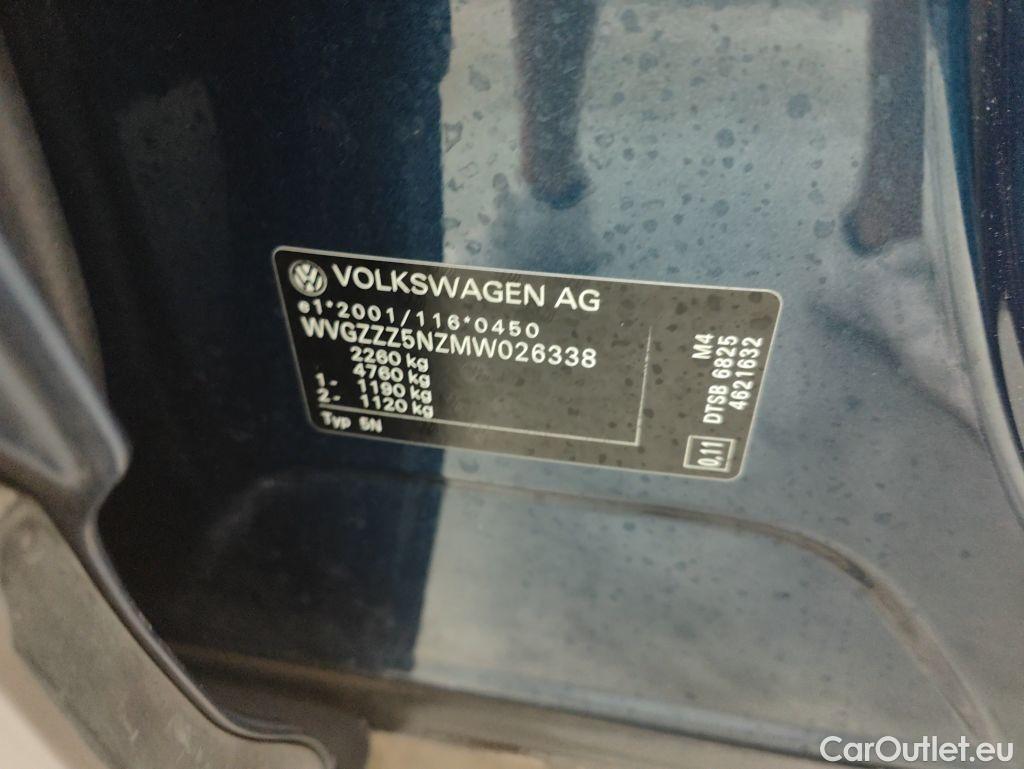 VOLKSWAGEN AG
e1*2001/116*0450
WVGZZZ5NZMW026338
2260 kg
4760 kg
1.- 1190 kg
2.- 1120 kg
Typ 5N
M4
DTSB 6825
4621632
0,11
CarOutlet.eu